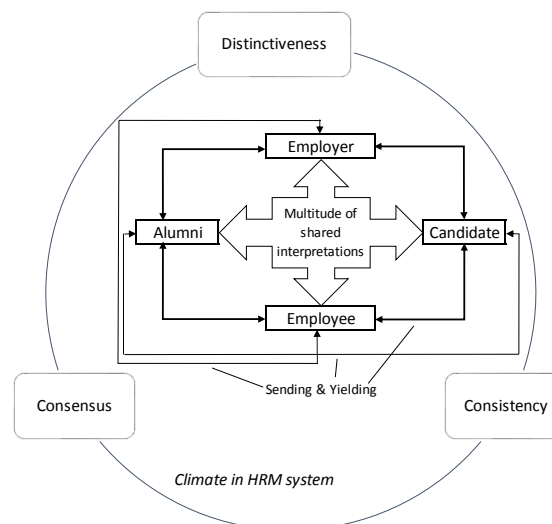 Distinctiveness
Employer
Multitude of
shared
interpretations
Alumni
Candidate
Employee
Sending & Yielding
Consensus
Consistency
Climate in HRM system